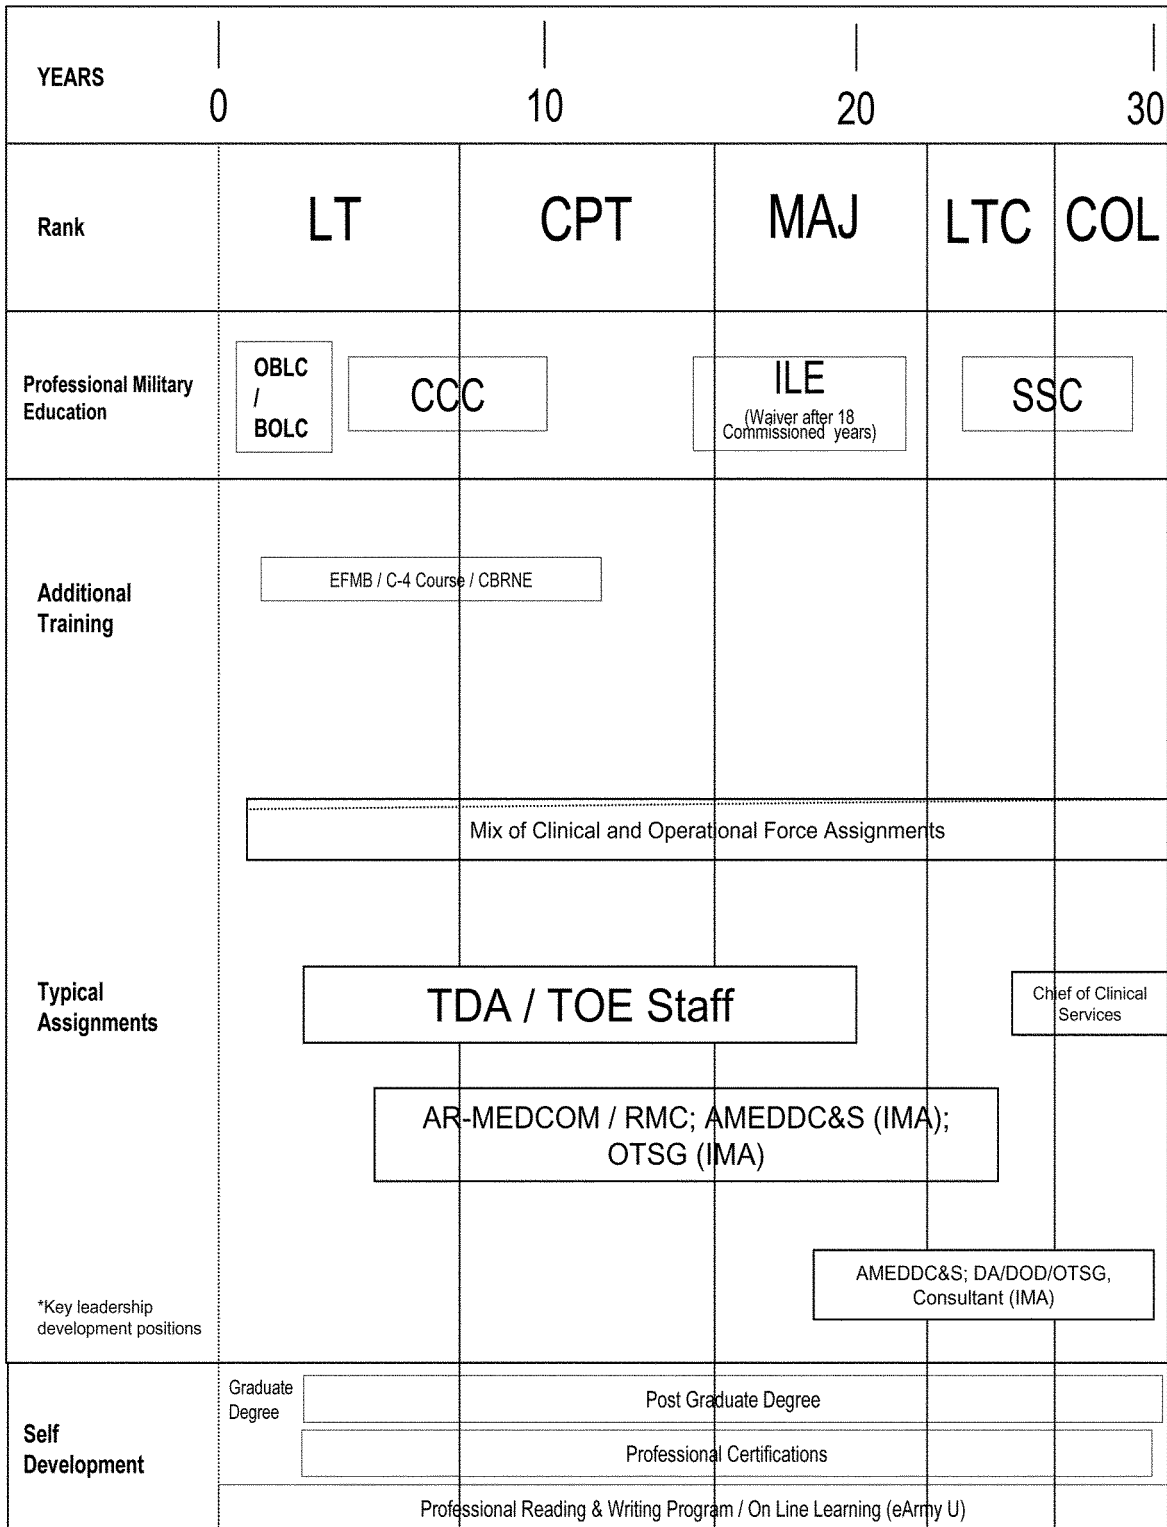 YEARS
0
10
20
30
Rank
LT
CPT
MAJ
LTC
COL
Professional Military
Education
OBLC
/
BOLC
CCC
ILE
(Waiver after 18
Commissioned years)
SSC
Additional
Training
EFMB / C-4 Course / CBRNE
Mix of Clinical and Operational Force Assignments
Typical
Assignments
TDA / TOE Staff
Chief of Clinical
Services
AR-MEDCOM / RMC; AMEDDC&S (IMA);
OTSG (IMA)
AMEDDC&S; DA/DOD/OTSG,
Consultant (IMA)
*Key leadership
development positions
Self
Development
Graduate
Degree
Post Graduate Degree
Professional Certifications
Professional Reading & Writing Program / On Line Learning (eArmy U)